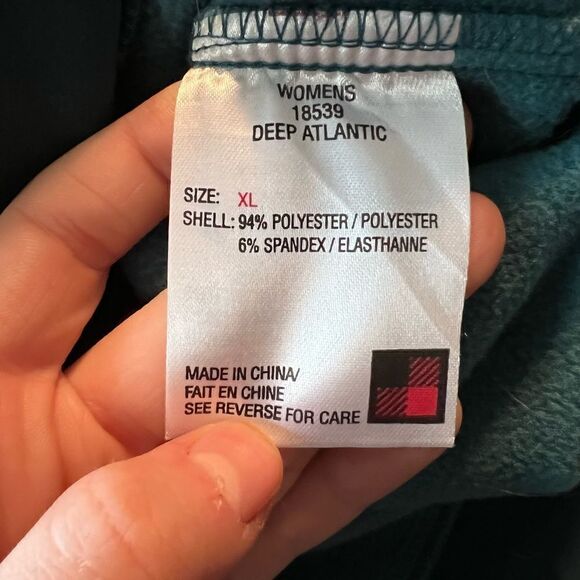 WOMENS
18539
DEEP ATLANTIC
SIZE: XL
SHELL: 94% POLYESTER / POLYESTER
6% SPANDEX / ELASTHANNE
MADE IN CHINA/
FAIT EN CHINE
SEE REVERSE FOR CARE